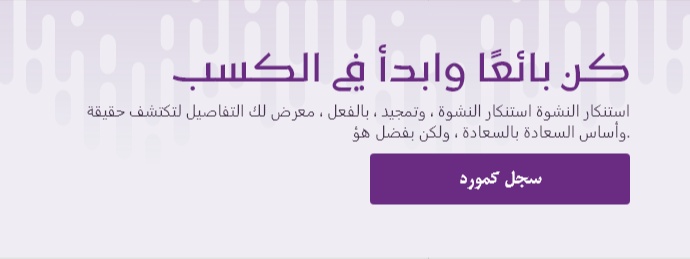 كن بائعًا وابدأ في الكسب
استنكار النشوة استنكار النشوة ، وتمجيد ، بالفعل ، معرض لك التفاصيل لتكتشف حقيقة
وأساس السعادة بالسعادة ، ولكن بفضل هؤ.
سجل كمورد